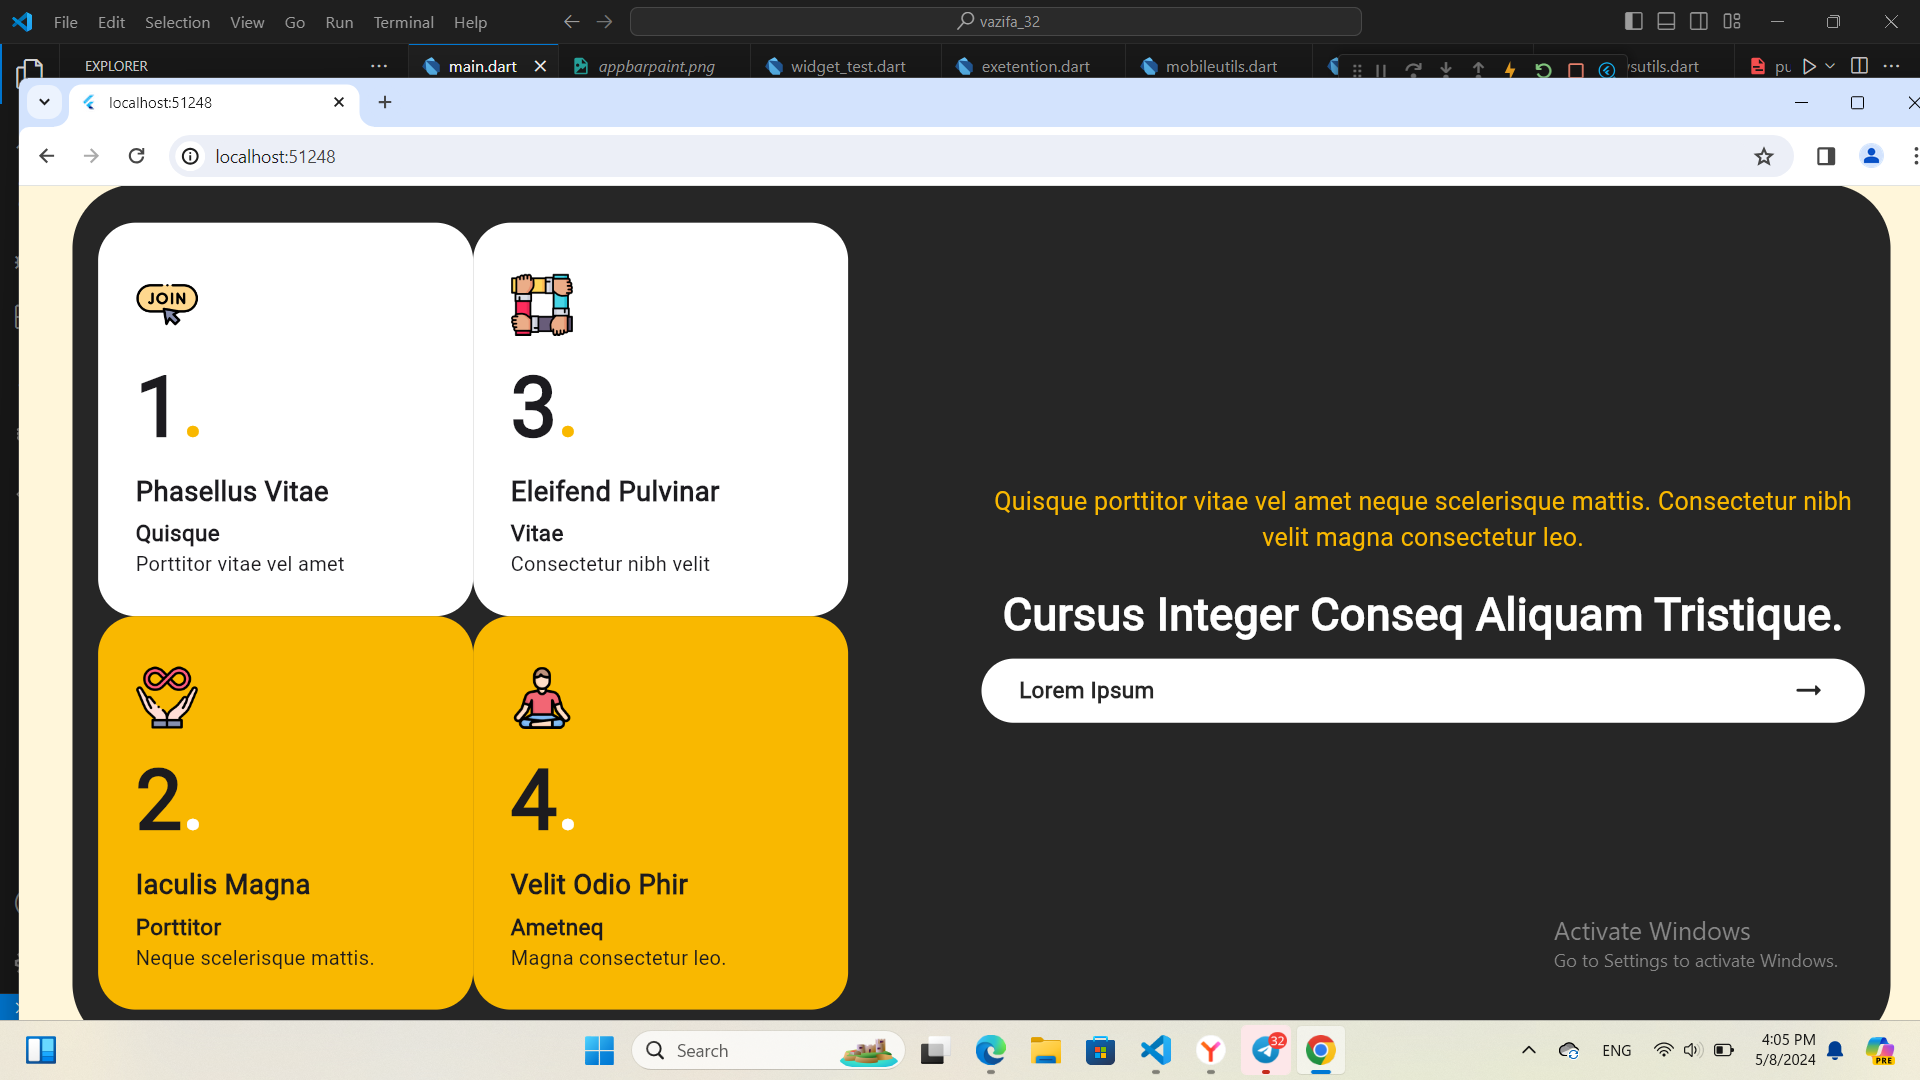 File Edit Selection View Go Run Terminal Help
vazifa_32
EXPLORER
main.dart
appbarpaint.png
widget_test.dart
exetention.dart
mobileutils.dart
localhost:51248
localhost:51248
JOIN
1.
Phasellus Vitae
Quisque
Porttitor vitae vel amet
3.
Eleifend Pulvinar
Vitae
Consectetur nibh velit
2.
Iaculis Magna
Porttitor
Neque scelerisque mattis.
4.
Velit Odio Phir
Ametneq
Magna consectetur leo.
Quisque porttitor vitae vel amet neque scelerisque mattis. Consectetur nibh
velit magna consectetur leo.
Cursus Integer Conseq Aliquam Tristique.
Lorem Ipsum
Activate Windows
Go to Settings to activate Windows.
Search
32
ENG
4:05 PM
5/8/2024
PRE